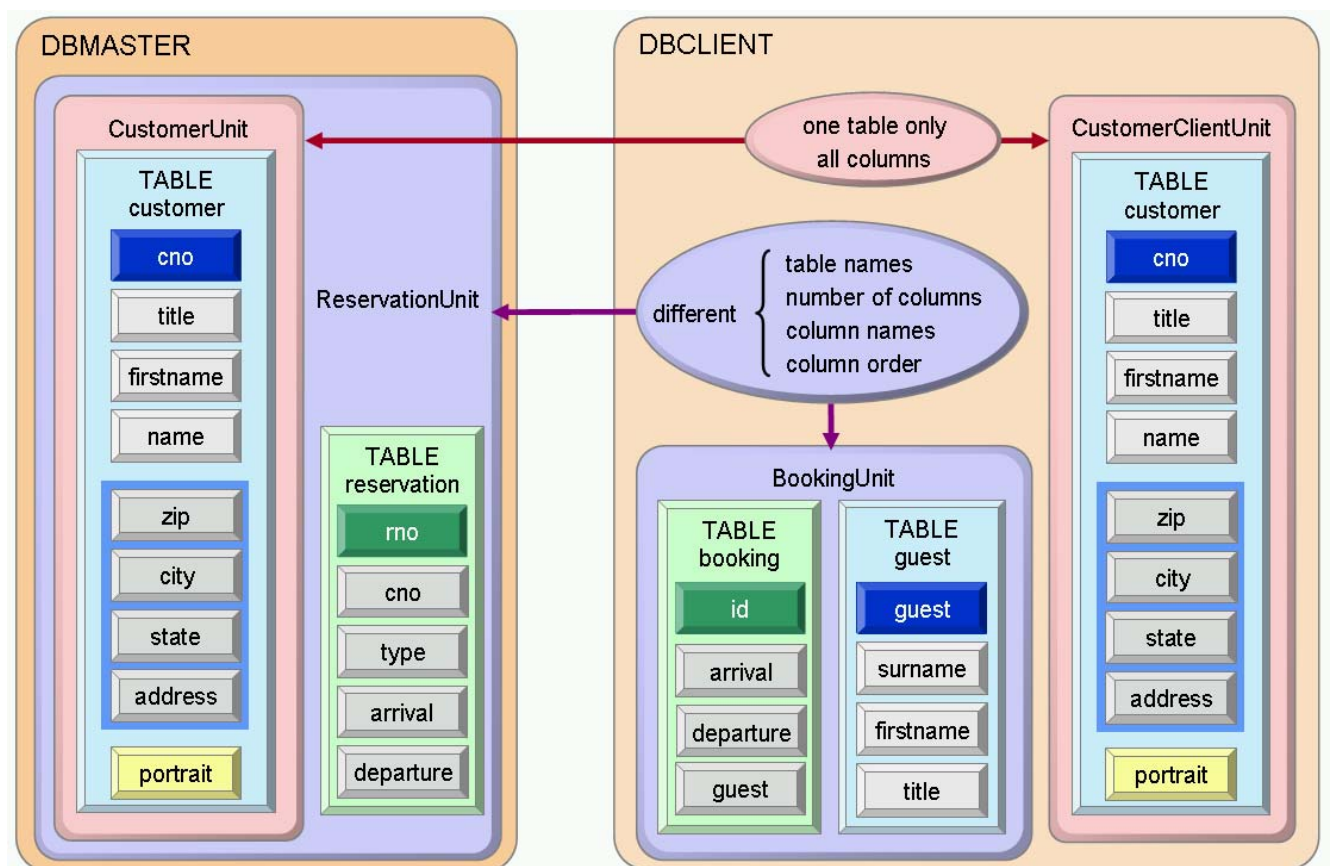 DBMASTER
CustomerUnit
TABLE
customer
cno
title
firstname
name
zip
city
state
address
portrait
ReservationUnit
TABLE
reservation
rno
cno
type
arrival
departure
DBCLIENT
one table only
all columns
different
table names
number of columns
column names
column order
BookingUnit
TABLE
booking
id
arrival
departure
guest
TABLE
guest
guest
surname
firstname
title
CustomerClientUnit
TABLE
customer
cno
title
firstname
name
zip
city
state
address
portrait